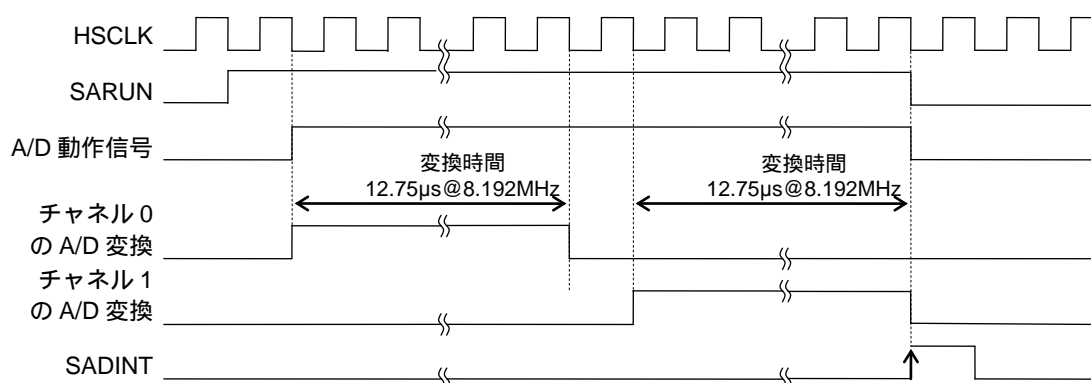 HSCLK
SARUN
A/D 動作信号
変換時間
12.75μs@8.192MHz
変換時間
12.75μs@8.192MHz
チャネル 0
の A/D 変換
チャネル 1
の A/D 変換
SADINT